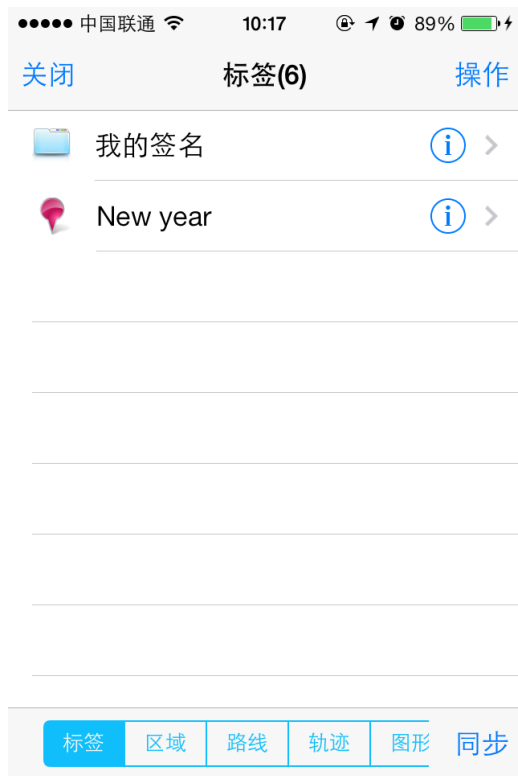 中国联通 10:17 89%
关闭 标签(6) 操作
我的签名
New year
标签 区域 路线 轨迹 图形 同步